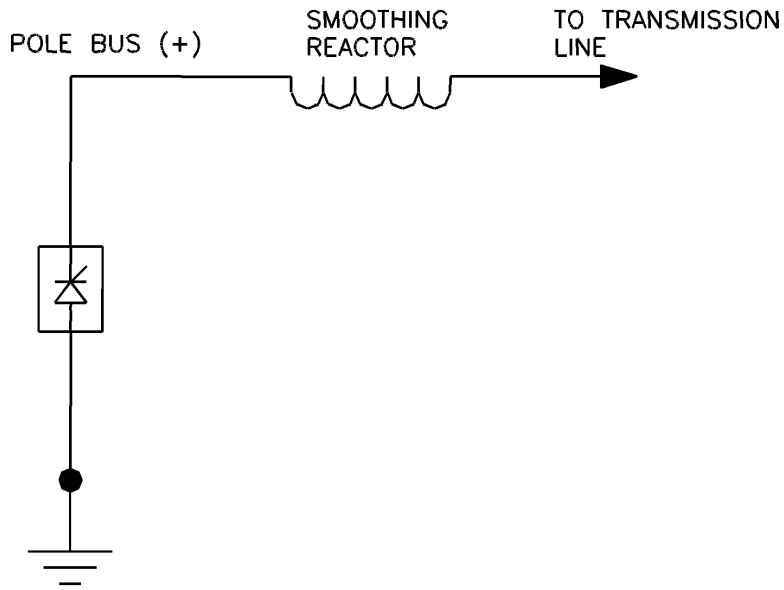 POLE BUS (+)
SMOOTHING
REACTOR
TO TRANSMISSION
LINE